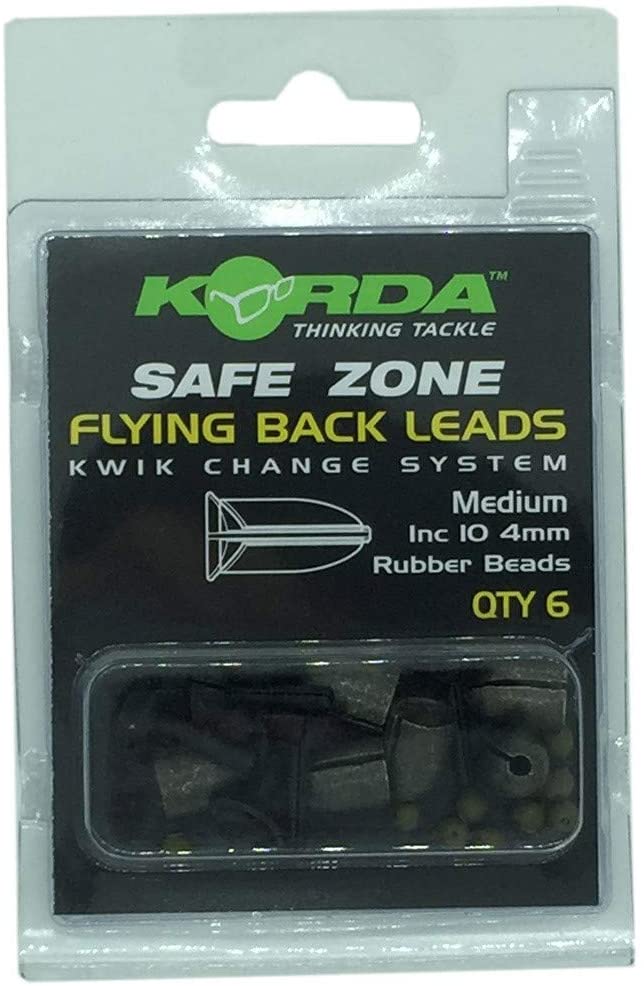 KORDA™
THINKING TACKLE
SAFE ZONE
FLYING BACK LEADS
KWIK CHANGE SYSTEM
Medium
Inc 10 4mm
Rubber Beads
QTY 6